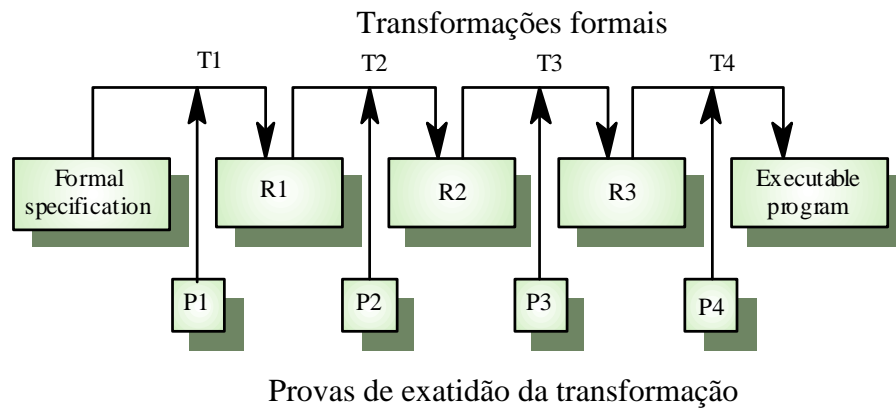 Transformações formais
T1
T2
T3
T4
Formal
specification
R1
R2
R3
Executable
program
P1
P2
P3
P4
Provas de exatidão da transformação